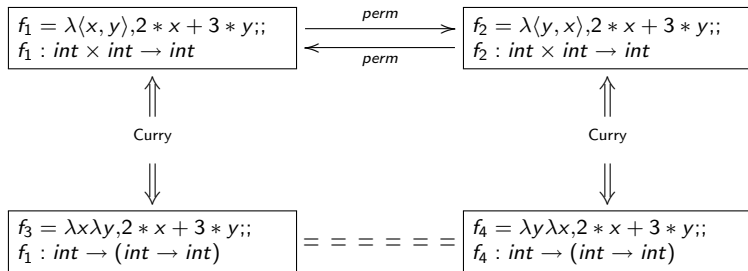 f₁ = λ⟨x, y⟩,2 * x + 3 * y;;
f₁ : int × int → int
perm
perm
f₂ = λ⟨y, x⟩,2 * x + 3 * y;;
f₂ : int × int → int
Curry
Curry
f₃ = λxλy,2 * x + 3 * y;;
f₁ : int → (int → int)
f₄ = λyλx,2 * x + 3 * y;;
f₄ : int → (int → int)